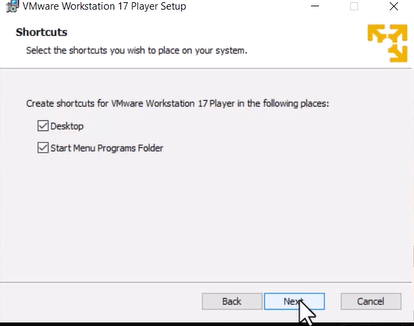 VMware Workstation 17 Player Setup
Shortcuts
Select the shortcuts you wish to place on your system.
Create shortcuts for VMware Workstation 17 Player in the following places:
Desktop
Start Menu Programs Folder
Back
Next
Cancel